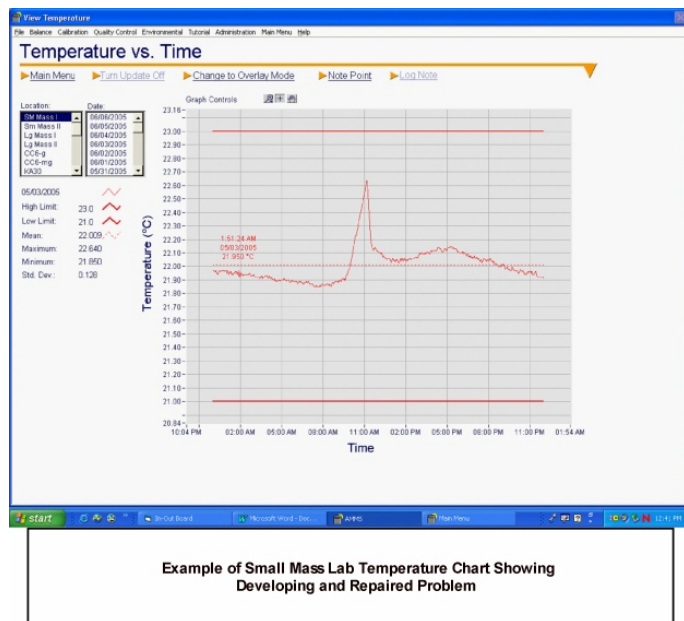 View Temperature
File Balance Calibration Quality Control Environmental Tutorial Administration Main Menu Help
Temperature vs. Time
Main Menu Turn Update Off Change to Overlay Mode Note Point Log Note
Location: Date: Graph Controls
SM Mass I 06/06/2005
Sm Mass II 06/05/2005
Lg Mass I 06/04/2005
Lg Mass II 06/03/2005
CC6-g 06/02/2005
CC6-mg 06/01/2005
KA30 05/31/2005
05/03/2005
High Limit: 23.0
Low Limit: 21.0
Mean: 22.009
Maximum: 22.640
Minimum: 21.850
Std. Dev.: 0.128
Temperature (ºC)
23.16
23.00
22.90
22.80
22.70
22.60
22.50
22.40
22.30
22.20
22.10
22.00
21.90
21.80
21.70
21.60
21.50
21.40
21.30
21.20
21.10
21.00
20.84
1:51:24 AM
05/03/2005
21.950 °C
10:04 PM 02:00 AM 05:00 AM 08:00 AM 11:00 AM 02:00 PM 05:00 PM 08:00 PM 11:00 PM 01:54 AM
Time
start In-Out Board Microsoft Word - Doc... AMMS Main Menu 12:41 PM
Example of Small Mass Lab Temperature Chart Showing
Developing and Repaired Problem